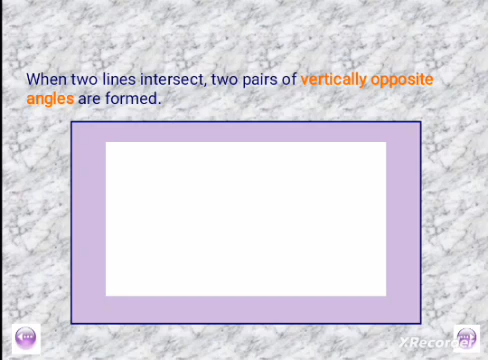 When two lines intersect, two pairs of vertically opposite
angles are formed.
XRecorder